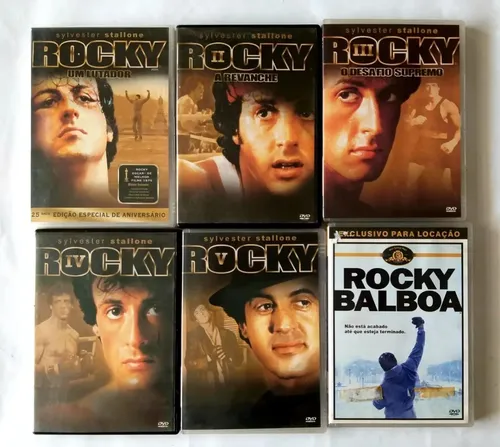 sylvester stallone
ROCKY
UM LUTADOR
25 EDIÇÃO ESPECIAL DE ANIVERSÁRIO
sylvester stallone
II
ROCKY
A REVANCHE
DVD
sylvester stallone
III
ROCKY
O DESAFIO SUPREMO
DVD
sylvester stallone
IV
ROCKY
DVD
sylvester stallone
V
ROCKY
DVD
EXCLUSIVO PARA LOCAÇÃO
ROCKY
BALBOA
Não está acabado
até que esteja terminado.
DVD